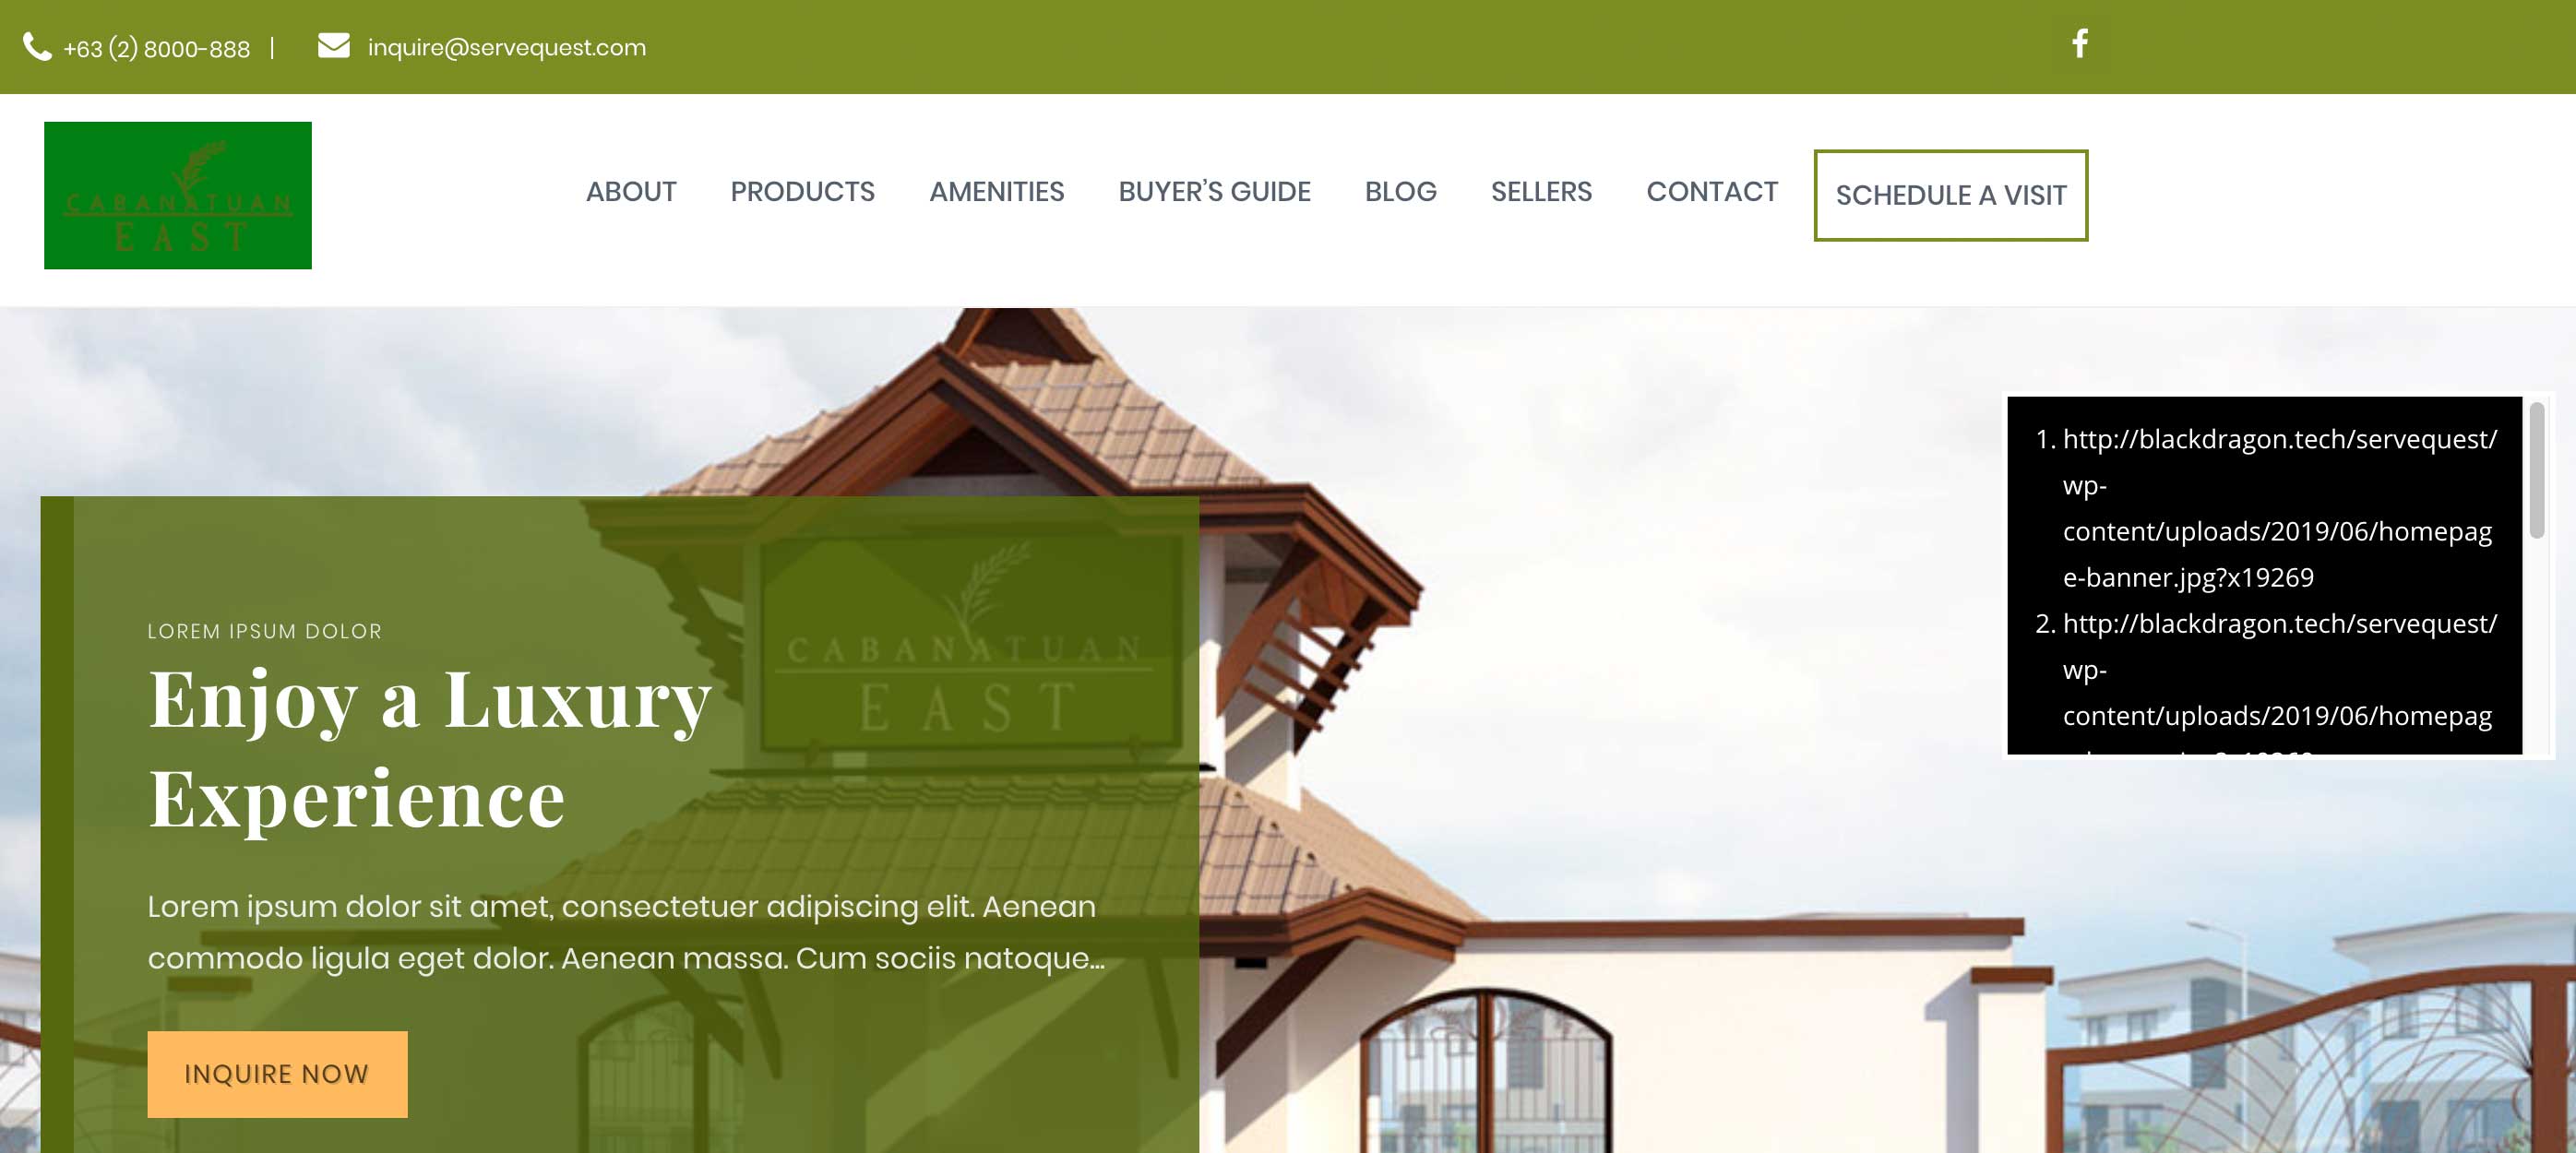 +63 (2) 8000-888 |
inquire@servequest.com
CABANATUAN
EAST
ABOUT
PRODUCTS
AMENITIES
BUYER’S GUIDE
BLOG
SELLERS
CONTACT
SCHEDULE A VISIT
1. http://blackdragon.tech/servequest/
wp-
content/uploads/2019/06/homepag
e-banner.jpg?x19269
2. http://blackdragon.tech/servequest/
wp-
content/uploads/2019/06/homepag
CABANATUAN
EAST
LOREM IPSUM DOLOR
Enjoy a Luxury
Experience
Lorem ipsum dolor sit amet, consectetuer adipiscing elit. Aenean
commodo ligula eget dolor. Aenean massa. Cum sociis natoque...
INQUIRE NOW